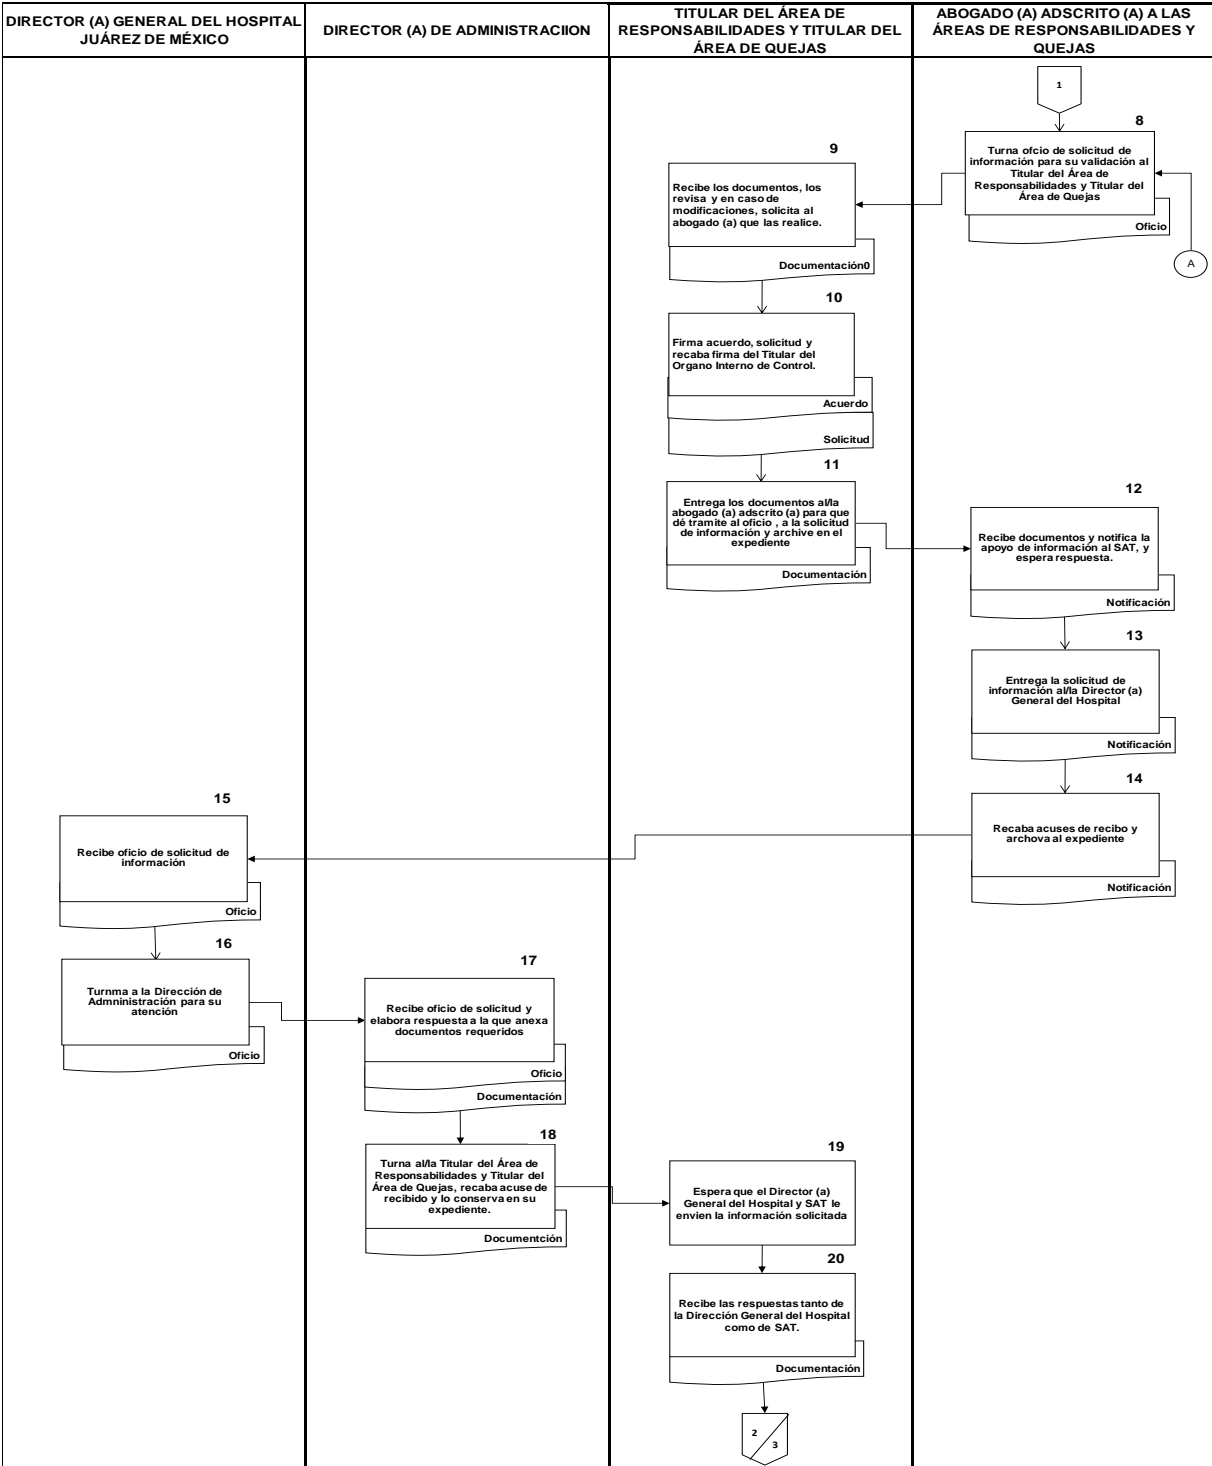 DIRECTOR (A) GENERAL DEL HOSPITAL
JUÁREZ DE MÉXICO
DIRECTOR (A) DE ADMINISTRACIION
TITULAR DEL ÁREA DE
RESPONSABILIDADES Y TITULAR DEL
ÁREA DE QUEJAS
ABOGADO (A) ADSCRITO (A) A LAS
ÁREAS DE RESPONSABILIDADES Y
QUEJAS
1
8
Turna ofcio de solicitud de
información para su validación al
Titular del Área de
Responsabilidades y Titular del
Área de Quejas
Oficio
A
9
Recibe los documentos, los
revisa y en caso de
modificaciones, solicita al
abogado (a) que las realice.
Documentación0
10
Firma acuerdo, solicitud y
recaba firma del Titular del
Organo Interno de Control.
Acuerdo
Solicitud
11
Entrega los documentos al/la
abogado (a) adscrito (a) para que
dé tramite al oficio , a la solicitud
de información y archive en el
expediente
Documentación
12
Recibe documentos y notifica la
apoyo de información al SAT, y
espera respuesta.
Notificación
13
Entrega la solicitud de
información al/la Director (a)
General del Hospital
Notificación
14
Recaba acuses de recibo y
archova al expediente
Notificación
15
Recibe oficio de solicitud de
información
Oficio
16
Turnma a la Dirección de
Admninistración para su
atención
Oficio
17
Recibe oficio de solicitud y
elabora respuesta a la que anexa
documentos requeridos
Oficio
Documentación
18
Turna al/la Titular del Área de
Responsabilidades y Titular del
Área de Quejas, recaba acuse de
recibido y lo conserva en su
expediente.
Documentción
19
Espera que el Director (a)
General del Hospital y SAT le
envien la información solicitada
20
Recibe las respuestas tanto de
la Dirección General del Hospital
como de SAT.
Documentación
2
3